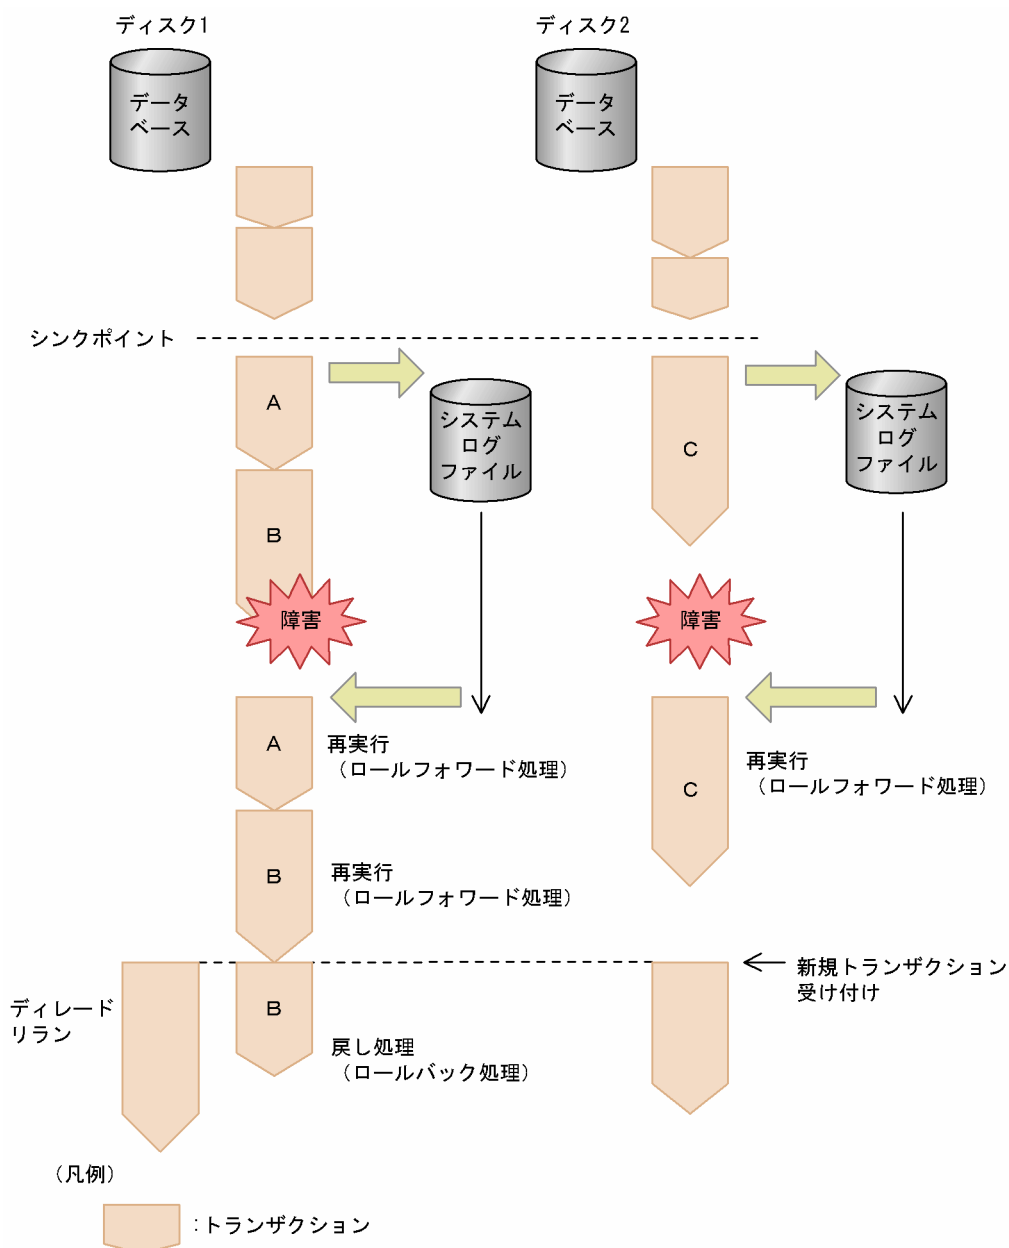 ディスク1
ディスク2
データ
ベース
データ
ベース
シンクポイント
A
システム
ログ
ファイル
C
システム
ログ
ファイル
B
障害
障害
A
再実行
（ロールフォワード処理）
C
再実行
（ロールフォワード処理）
B
再実行
（ロールフォワード処理）
新規トランザクション
受け付け
ディレード
リラン
B
戻し処理
（ロールバック処理）
（凡例）
：トランザクション